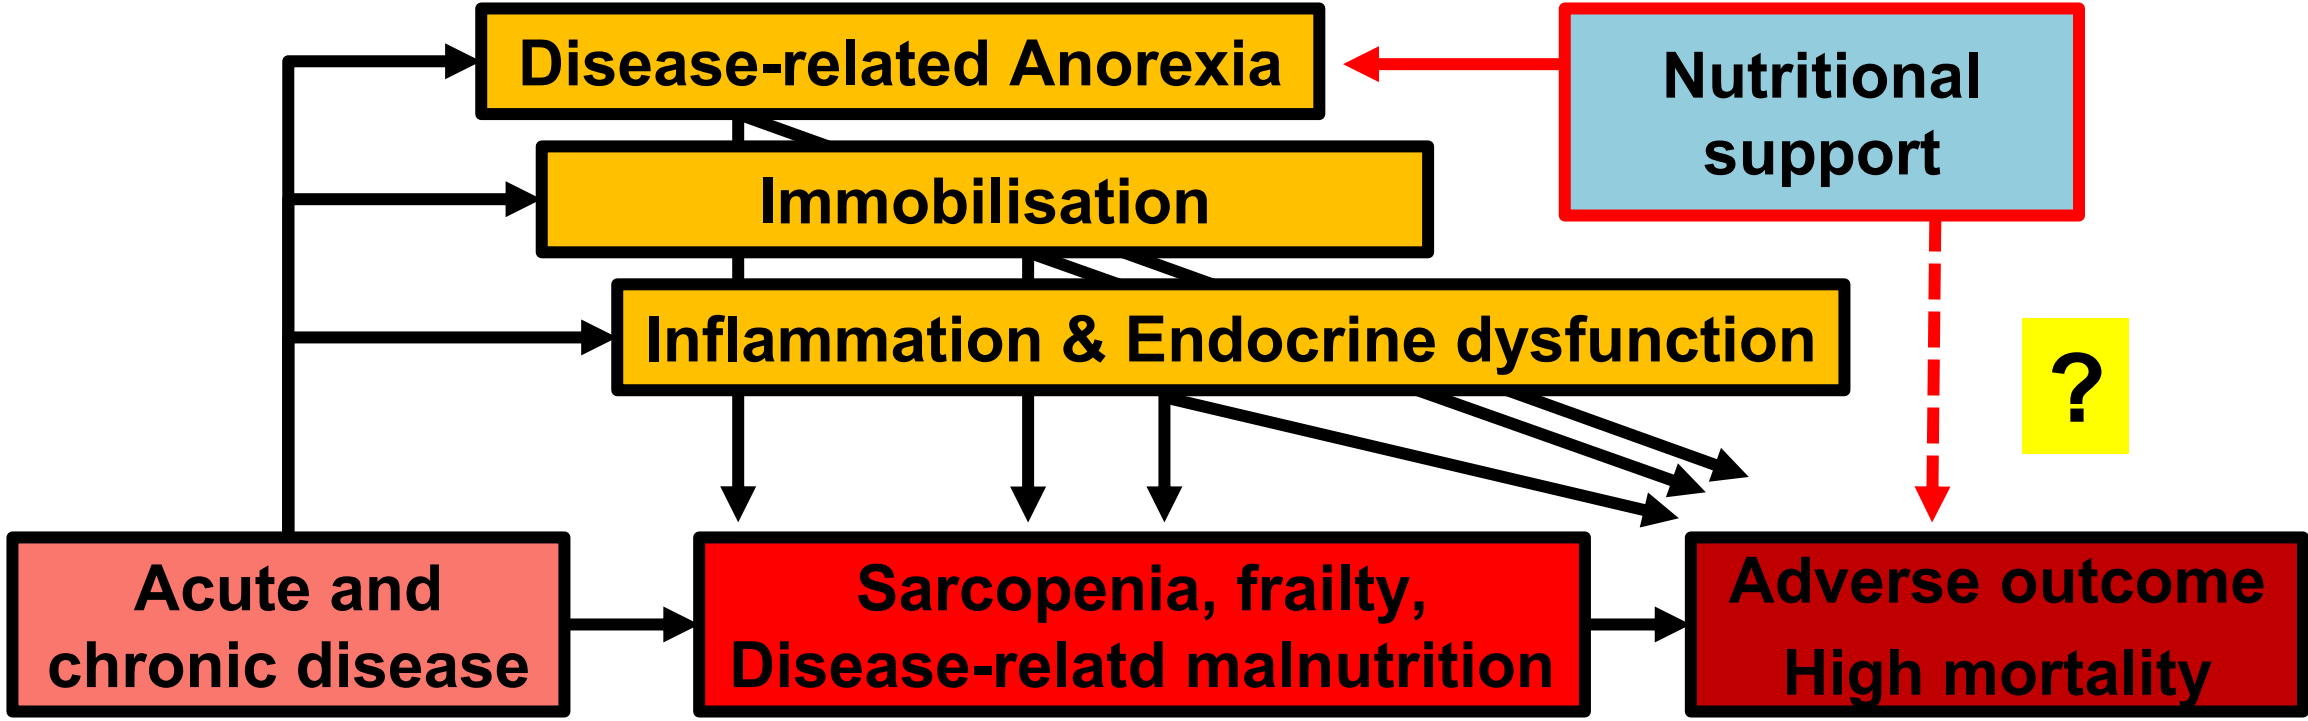 Disease-related Anorexia
Nutritional
support
Immobilisation
Inflammation & Endocrine dysfunction
?
Acute and
chronic disease
Sarcopenia, frailty,
Disease-relatd malnutrition
Adverse outcome
High mortality